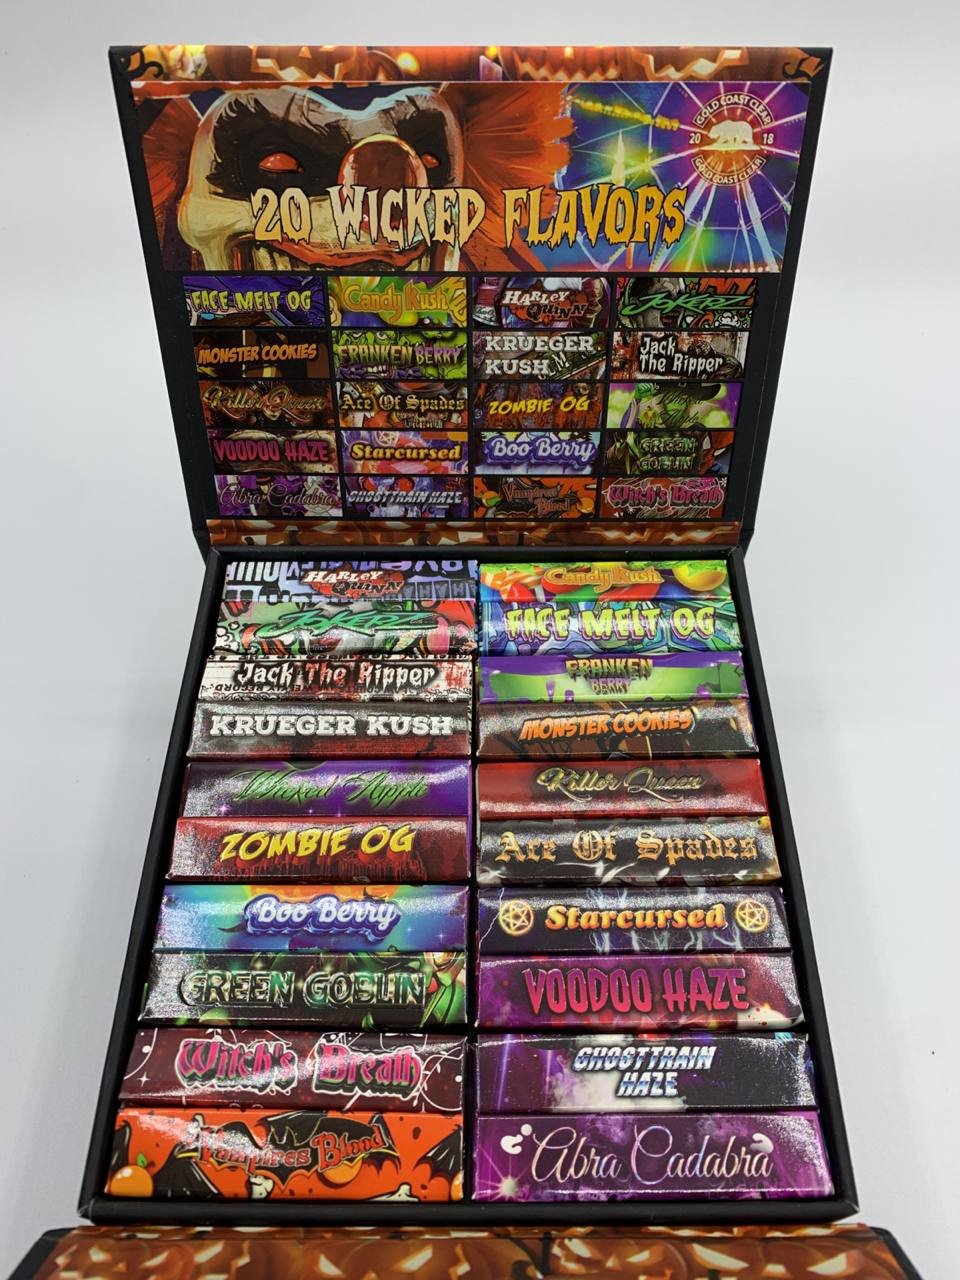 GOLD COAST CLEAR
20 18
GOLD COAST CLEAR
20 WICKED FLAVORS
FACE MELT OG
Candy Kush
HARLEY QUINN
JOKERZ
MONSTER COOKIES
FRANKEN BERRY
KRUEGER KUSH
Jack The Ripper
Killer Queen
Ace Of Spades
ZOMBIE OG
VOODOO HAZE
Starcursed
Boo Berry
GREEN GOBLIN
Abra Cadabra
GHOSTTRAIN HAZE
Vampires Blood
Witch's Breath
HARLEY QUINN
Candy Kush
JOKERZ
FACE MELT OG
Jack The Ripper
FRANKEN BERRY
KRUEGER KUSH
MONSTER COOKIES
Wicked Apple
Killer Queen
ZOMBIE OG
Ace Of Spades
Boo Berry
Starcursed
GREEN GOBLIN
VOODOO HAZE
Witch's Breath
GHOSTTRAIN HAZE
Vampires Blood
Abra Cadabra